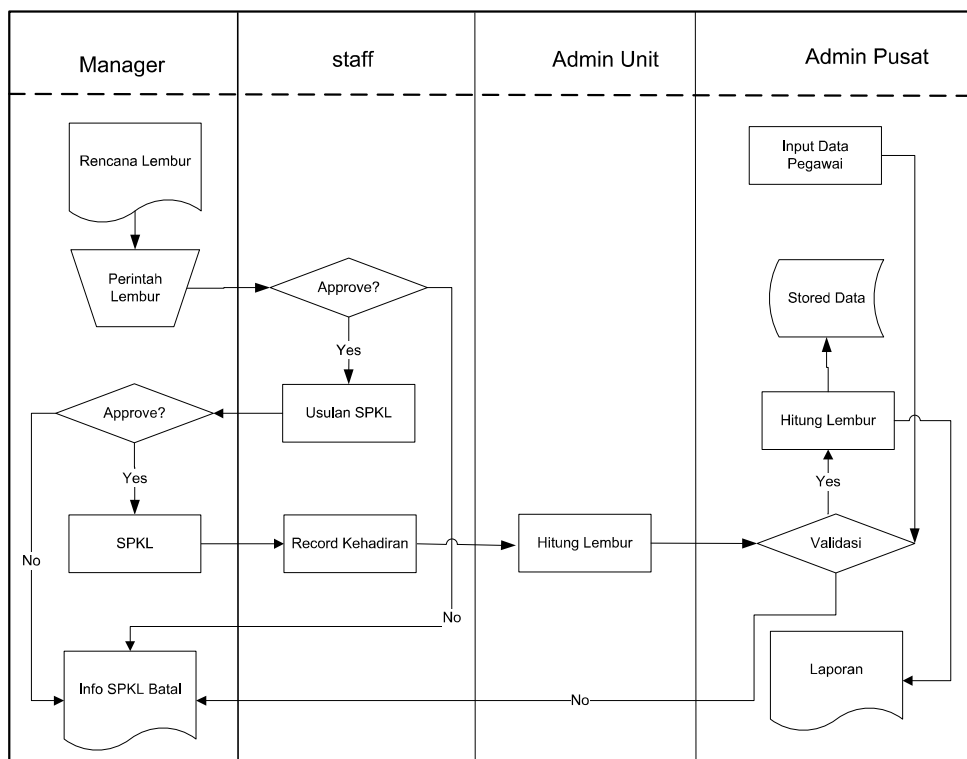 Manager
staff
Admin Unit
Admin Pusat
Rencana Lembur
Input Data
Pegawai
Perintah
Lembur
Approve?
Stored Data
Yes
Approve?
Usulan SPKL
Hitung Lembur
Yes
Yes
SPKL
Record Kehadiran
Hitung Lembur
Validasi
No
No
Info SPKL Batal
Laporan
No